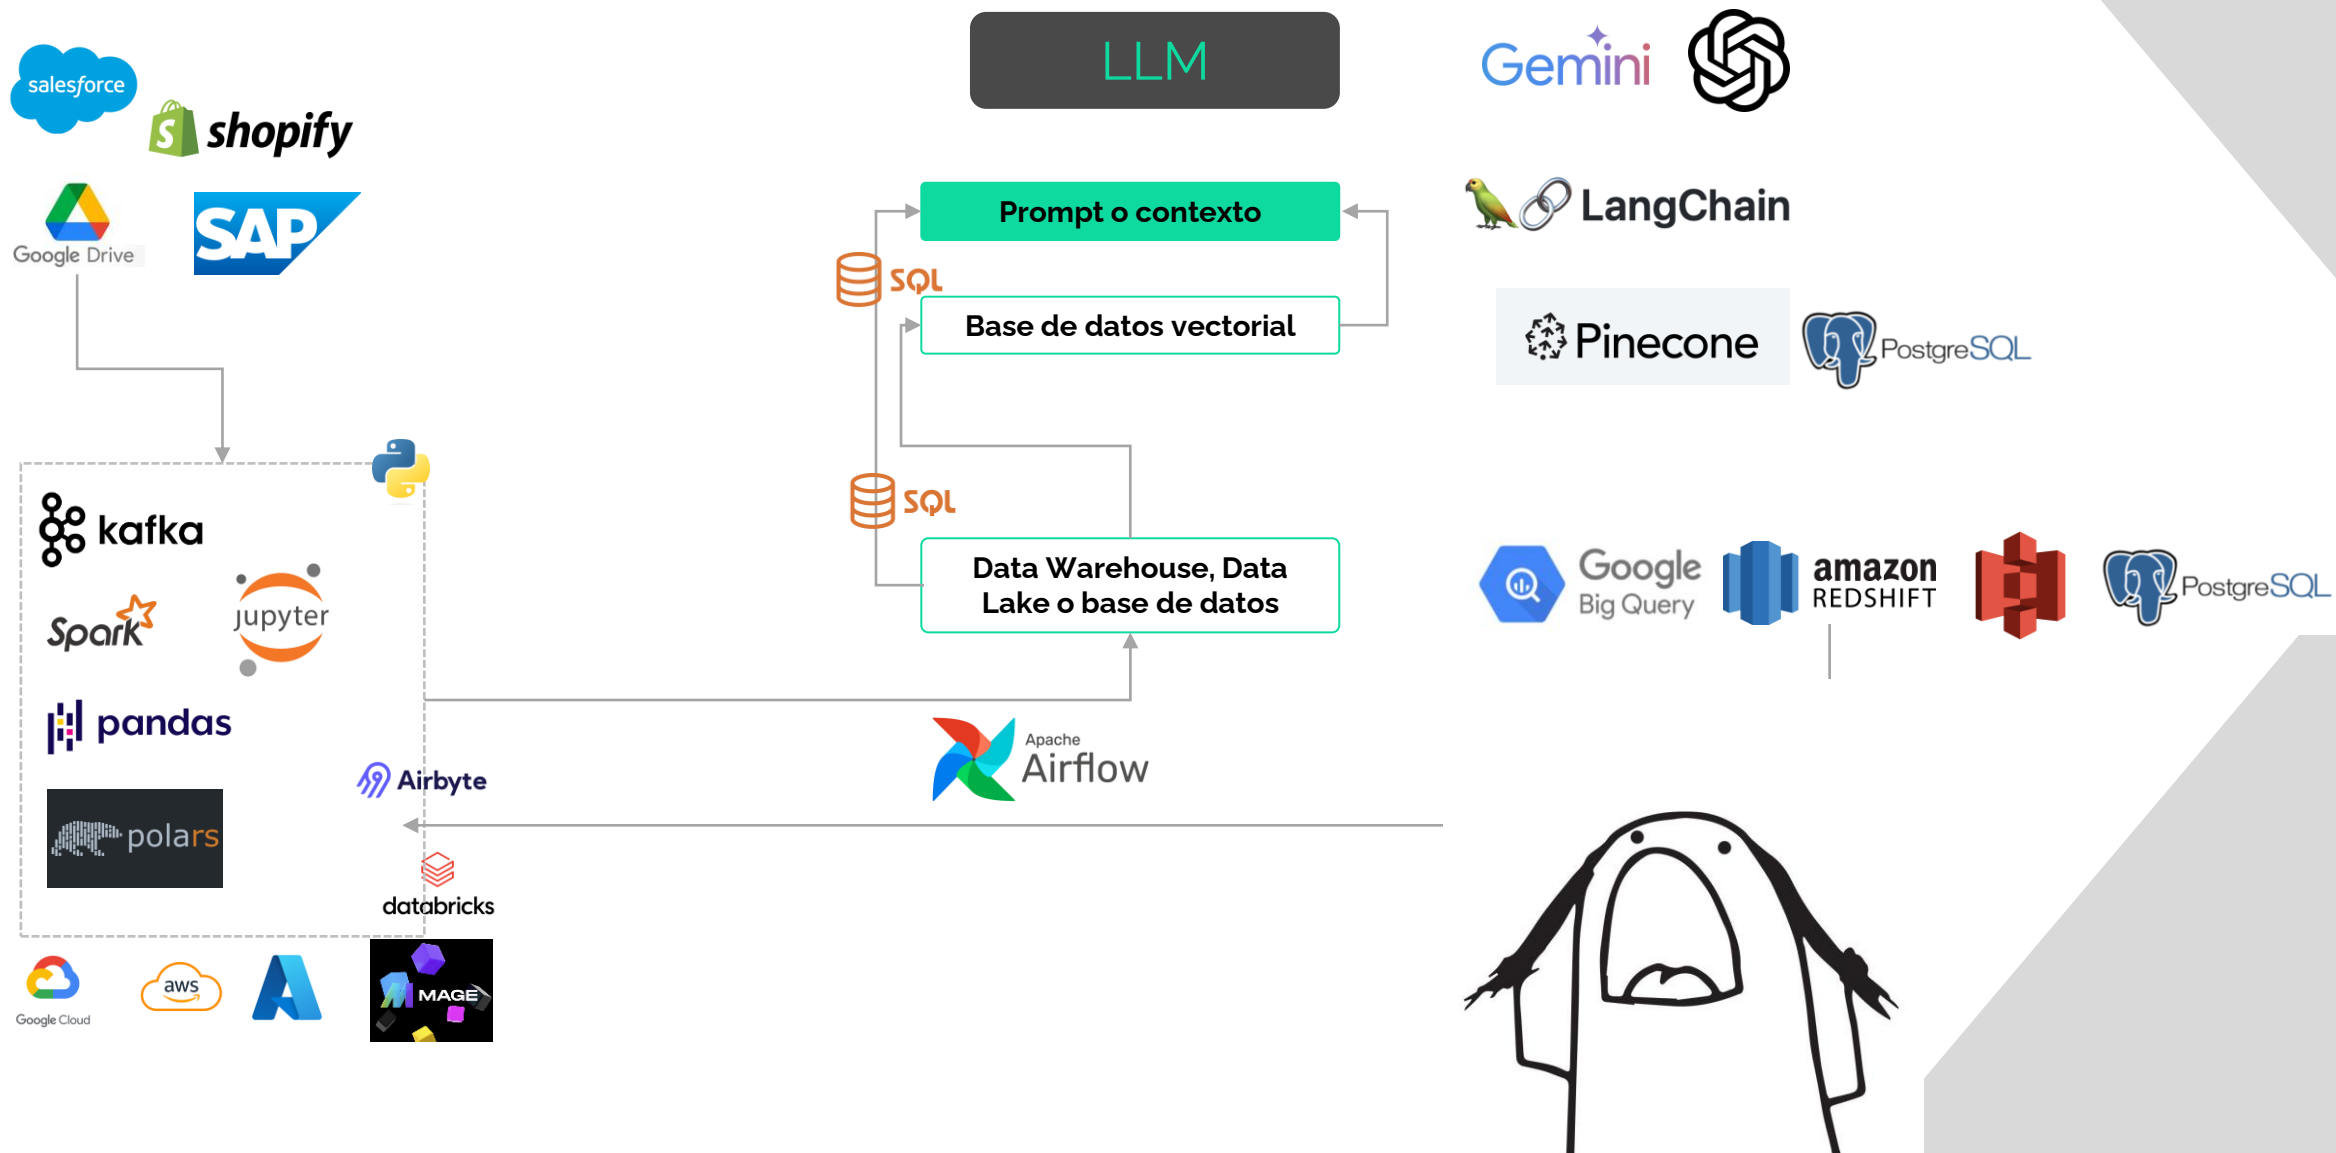 salesforce
shopify
Google Drive
SAP
LLM
Gemini
Prompt o contexto
LangChain
SQL
Base de datos vectorial
Pinecone
PostgreSQL
kafka
jupyter
Spark
pandas
polars
Airbyte
databricks
SQL
Data Warehouse, Data
Lake o base de datos
Google
Big Query
amazon
REDSHIFT
PostgreSQL
Apache
Airflow
Google Cloud
aws
MAGE